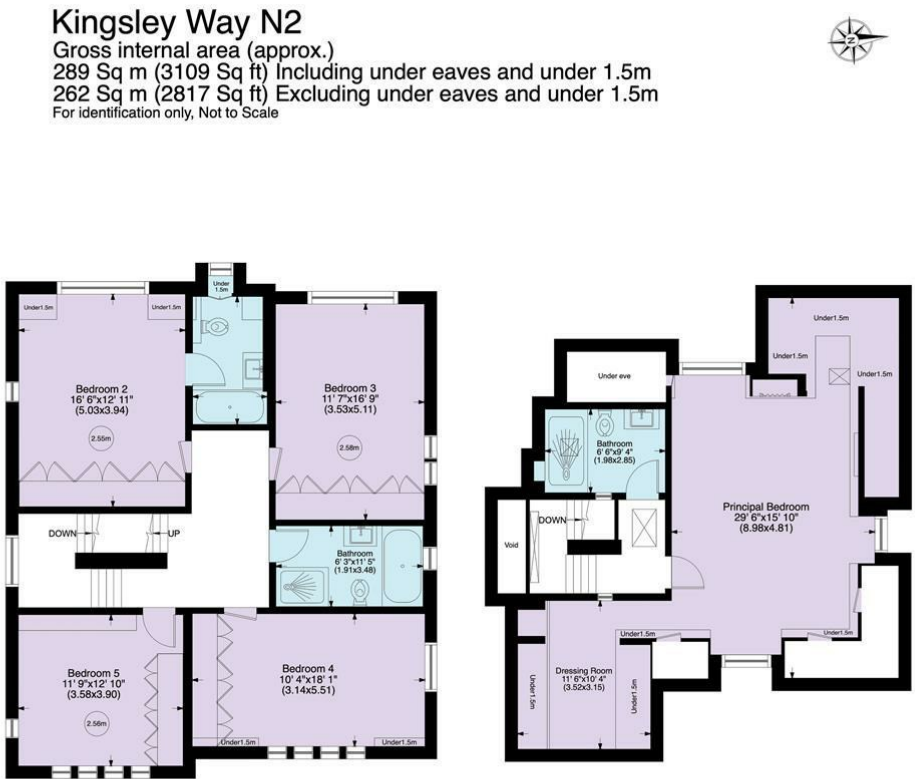 Kingsley Way N2
Gross internal area (approx.)
289 Sq m (3109 Sq ft) Including under eaves and under 1.5m
262 Sq m (2817 Sq ft) Excluding under eaves and under 1.5m
For identification only, Not to Scale
N
Under
1.5m
Under1.5m
Under1.5m
Bedroom 2
16' 6"x12' 11"
(5.03x3.94)
2.55m
Bedroom 3
11' 7"x16' 9"
(3.53x5.11)
2.58m
DOWN
UP
Bathroom
6' 3"x11' 5"
(1.91x3.48)
Bedroom 5
11' 9"x12' 10"
(3.58x3.90)
2.56m
Bedroom 4
10' 4"x18' 1"
(3.14x5.51)
Under1.5m
Under1.5m
Under1.5m
Under1.5m
Under1.5m
Under eve
Bathroom
6' 6"x9' 4"
(1.98x2.85)
Principal Bedroom
29' 6"x15' 10"
(8.98x4.81)
DOWN
Void
Under1.5m
Under1.5m
Dressing Room
11' 6"x10' 4"
(3.52x3.15)
Under1.5m
Under1.5m